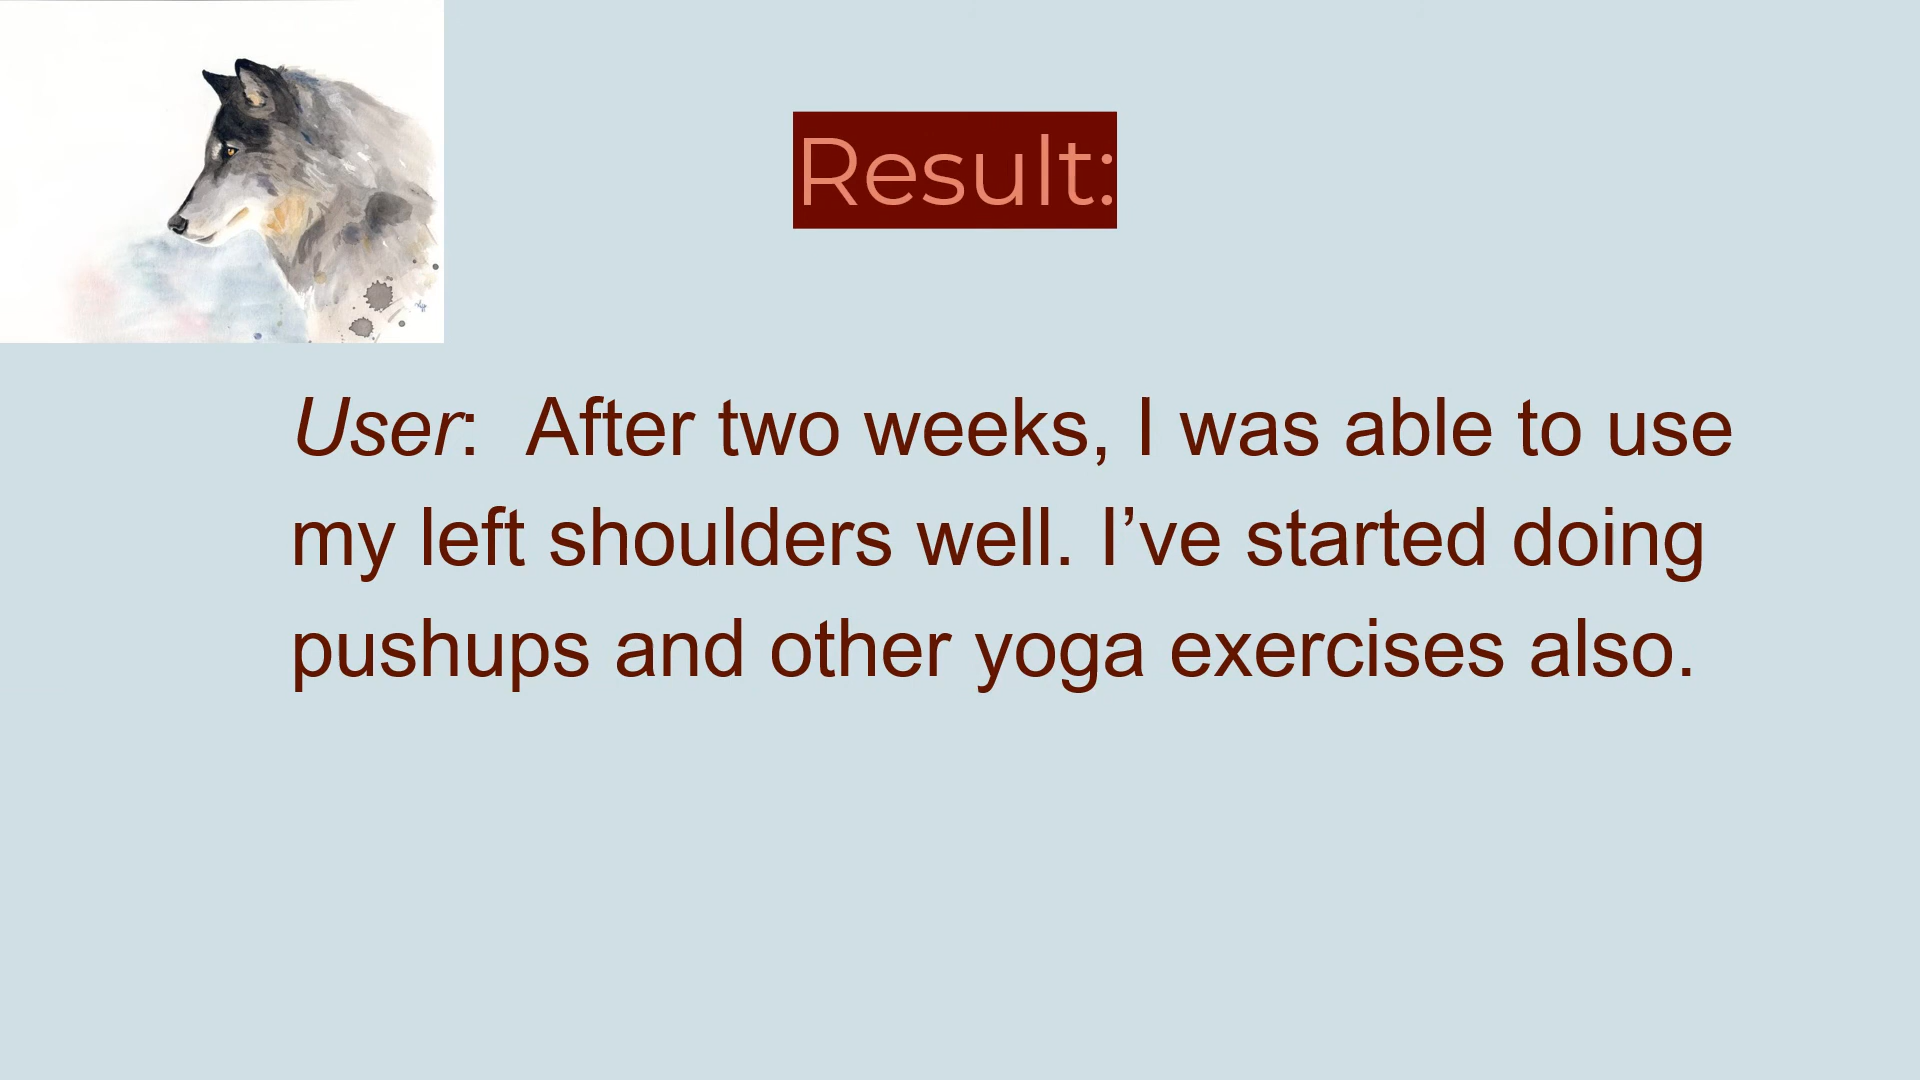 Result:
User:  After two weeks, I was able to use
my left shoulders well. I’ve started doing
pushups and other yoga exercises also.